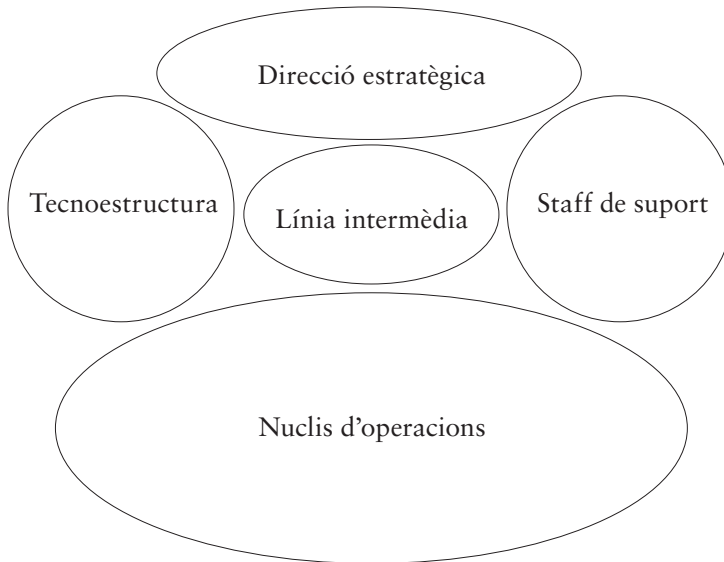 Direcció estratègica
Tecnoestructura
Línia intermèdia
Staff de suport
Nuclis d’operacions